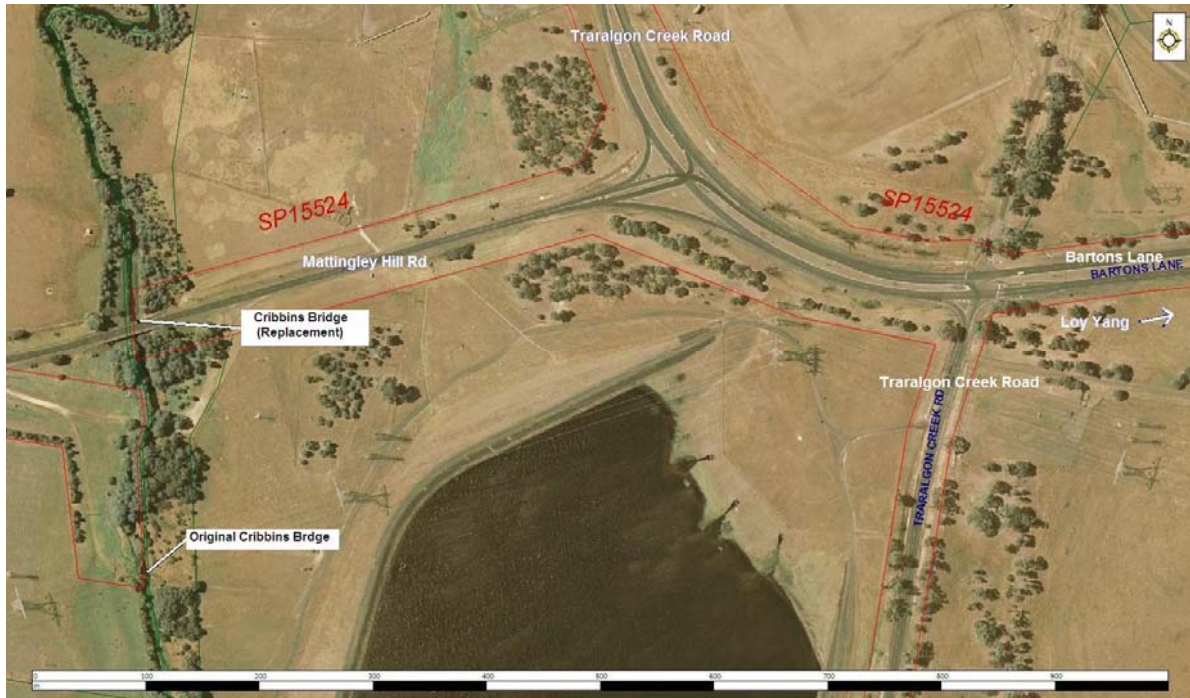 Traralgon Creek Road
N
SP15524
SP15524
Mattingley Hill Rd
Bartons Lane
BARTONS LANE
Cribbins Bridge
(Replacement)
Loy Yang
Traralgon Creek Road
TRARALGON CREEK RD
Original Cribbins Brdge
0 100 200 300 400 500 600 700 800 900
m